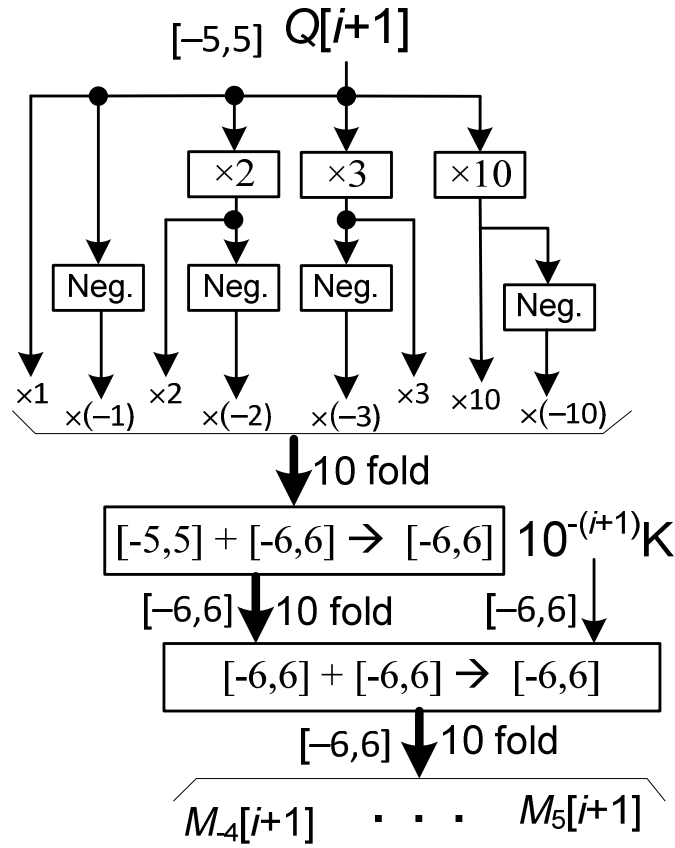 [−5,5] Q[i+1]
×2 ×3 ×10
Neg. Neg. Neg. Neg.
×1 ×(−1) ×2 ×(−2) ×(−3) ×3 ×10 ×(−10)
10 fold
[-5,5] + [-6,6] → [-6,6] 10^-(i+1)K
[−6,6] 10 fold [−6,6]
[-6,6] + [-6,6] → [-6,6]
[−6,6] 10 fold
M₋₄[i+1] · · · M₅[i+1]